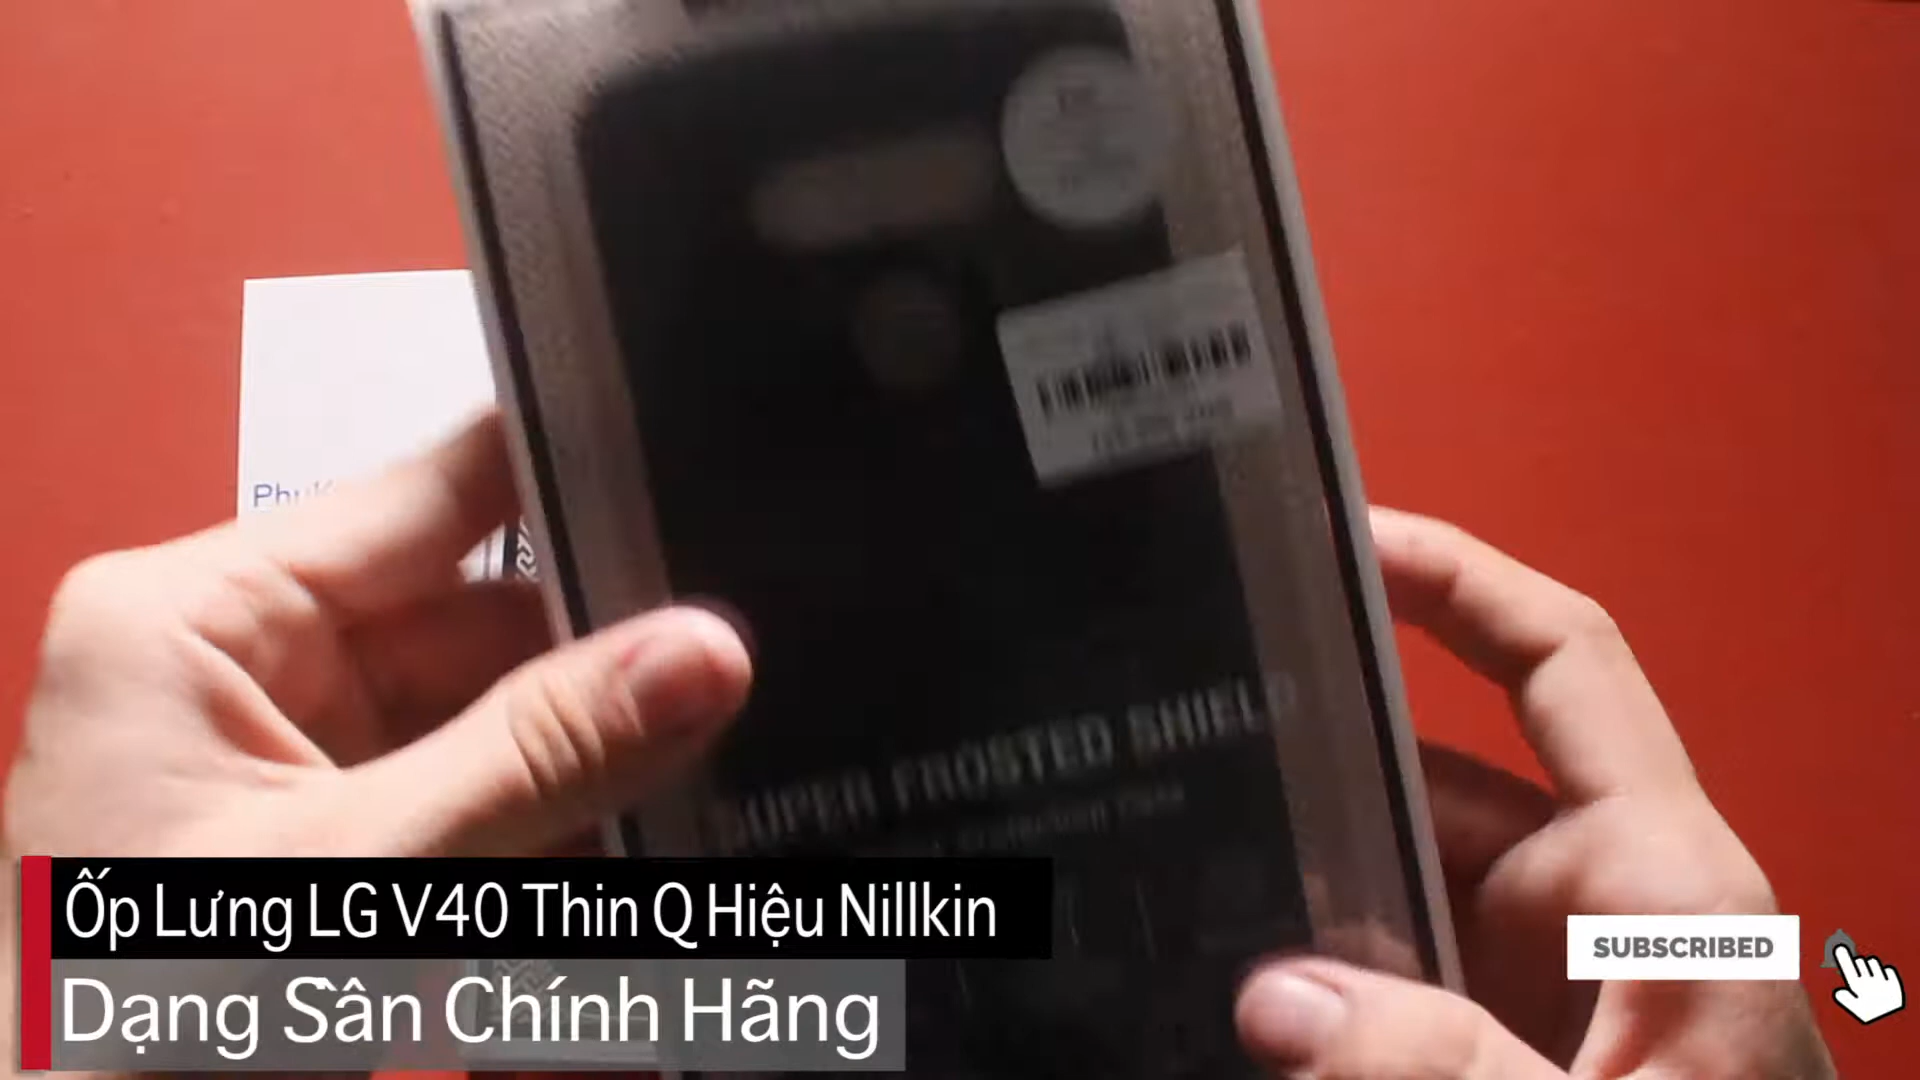 SUPER FROSTED SHIELD
Ốp Lưng LG V40 Thin Q Hiệu Nillkin
Dạng Sần Chính Hãng
SUBSCRIBED